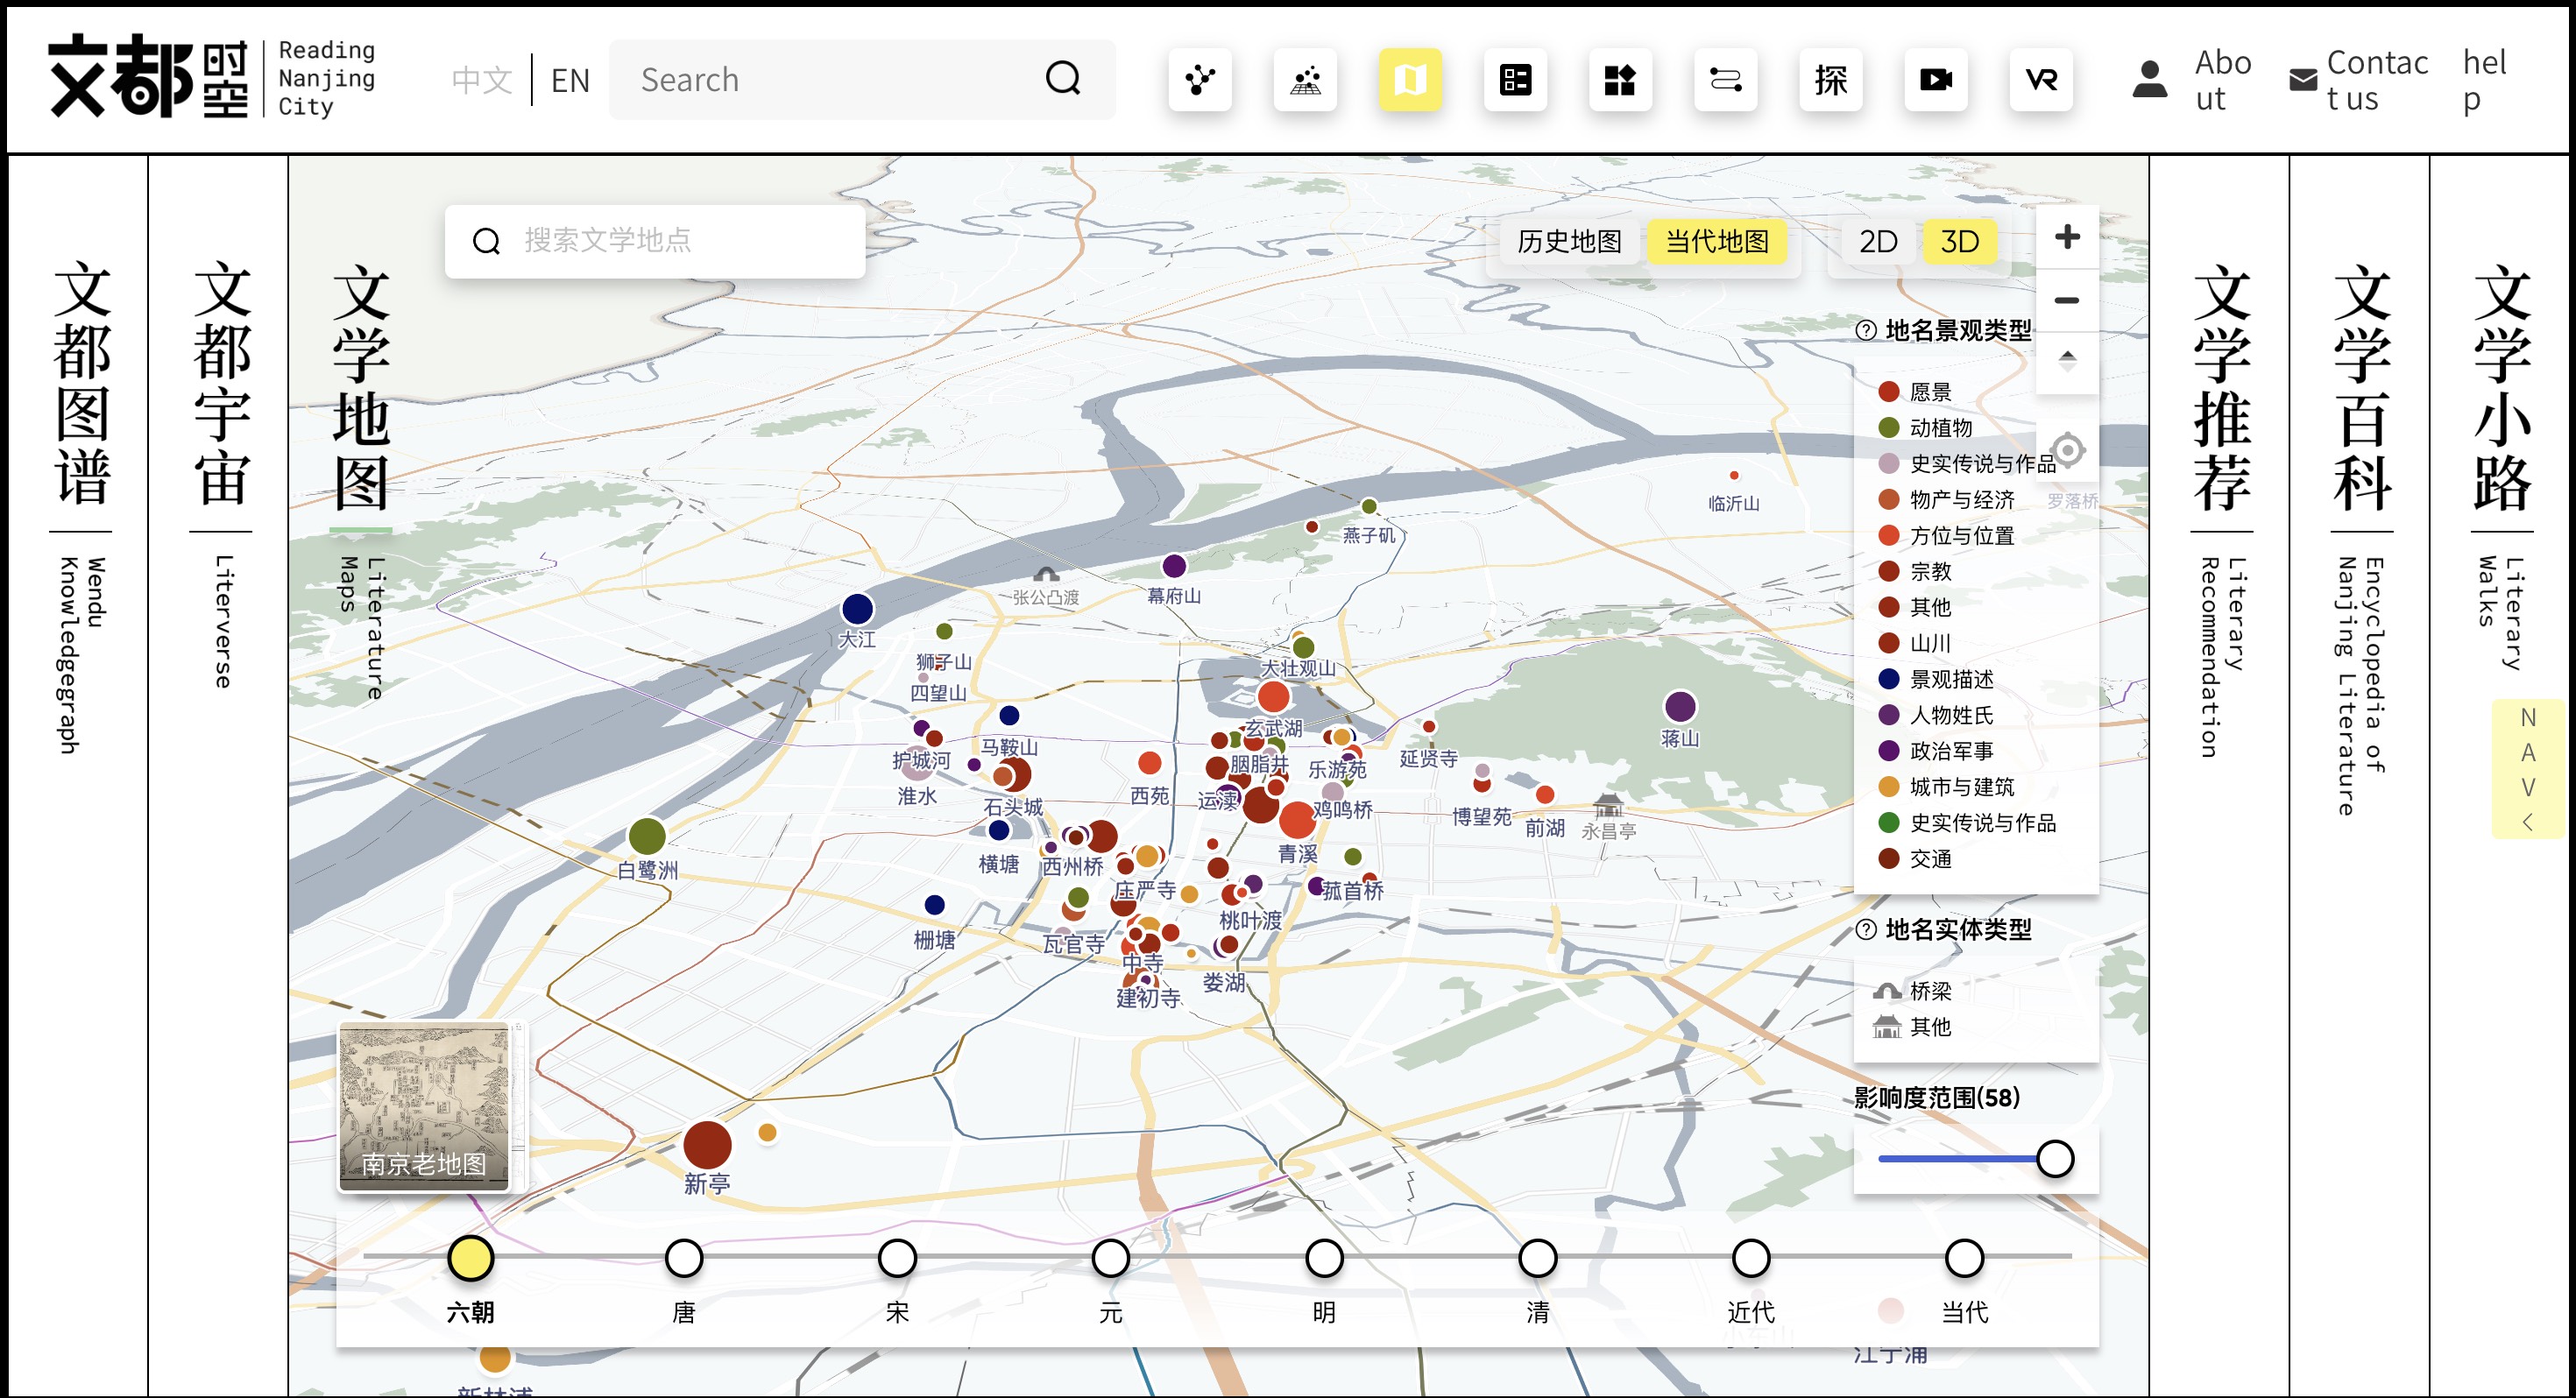 文都时空
Reading
Nanjing
City
中文
EN
Search
探
VR
Abo
ut
Contac
t us
hel
p
文都图谱
Wendu
Knowledgegraph
文都宇宙
Literverse
文学地图
Literature
Maps
搜索文学地点
历史地图
当代地图
2D
3D
地名景观类型
愿景
动植物
史实传说与作品
物产与经济
方位与位置
宗教
其他
山川
景观描述
人物姓氏
政治军事
城市与建筑
史实传说与作品
交通
地名实体类型
桥梁
其他
影响度范围(58)
罗落桥
临沂山
燕子矶
幕府山
张公凸渡
大江
狮子山
四望山
大壮观山
玄武湖
蒋山
护城河
马鞍山
胭脂井
乐游苑
延贤寺
淮水
石头城
西苑
运渎
鸡鸣桥
博望苑
前湖
永昌亭
白鹭洲
横塘
西州桥
青溪
庄严寺
菰首桥
桃叶渡
栅塘
瓦官寺
中寺
娄湖
建初寺
新亭
南京老地图
六朝
唐
宋
元
明
清
近代
当代
江宁浦
新林浦
文学推荐
Literary
Recommendation
文学百科
Encyclopedia of
Nanjing Literature
文学小路
Literary
Walks
N
A
V
<